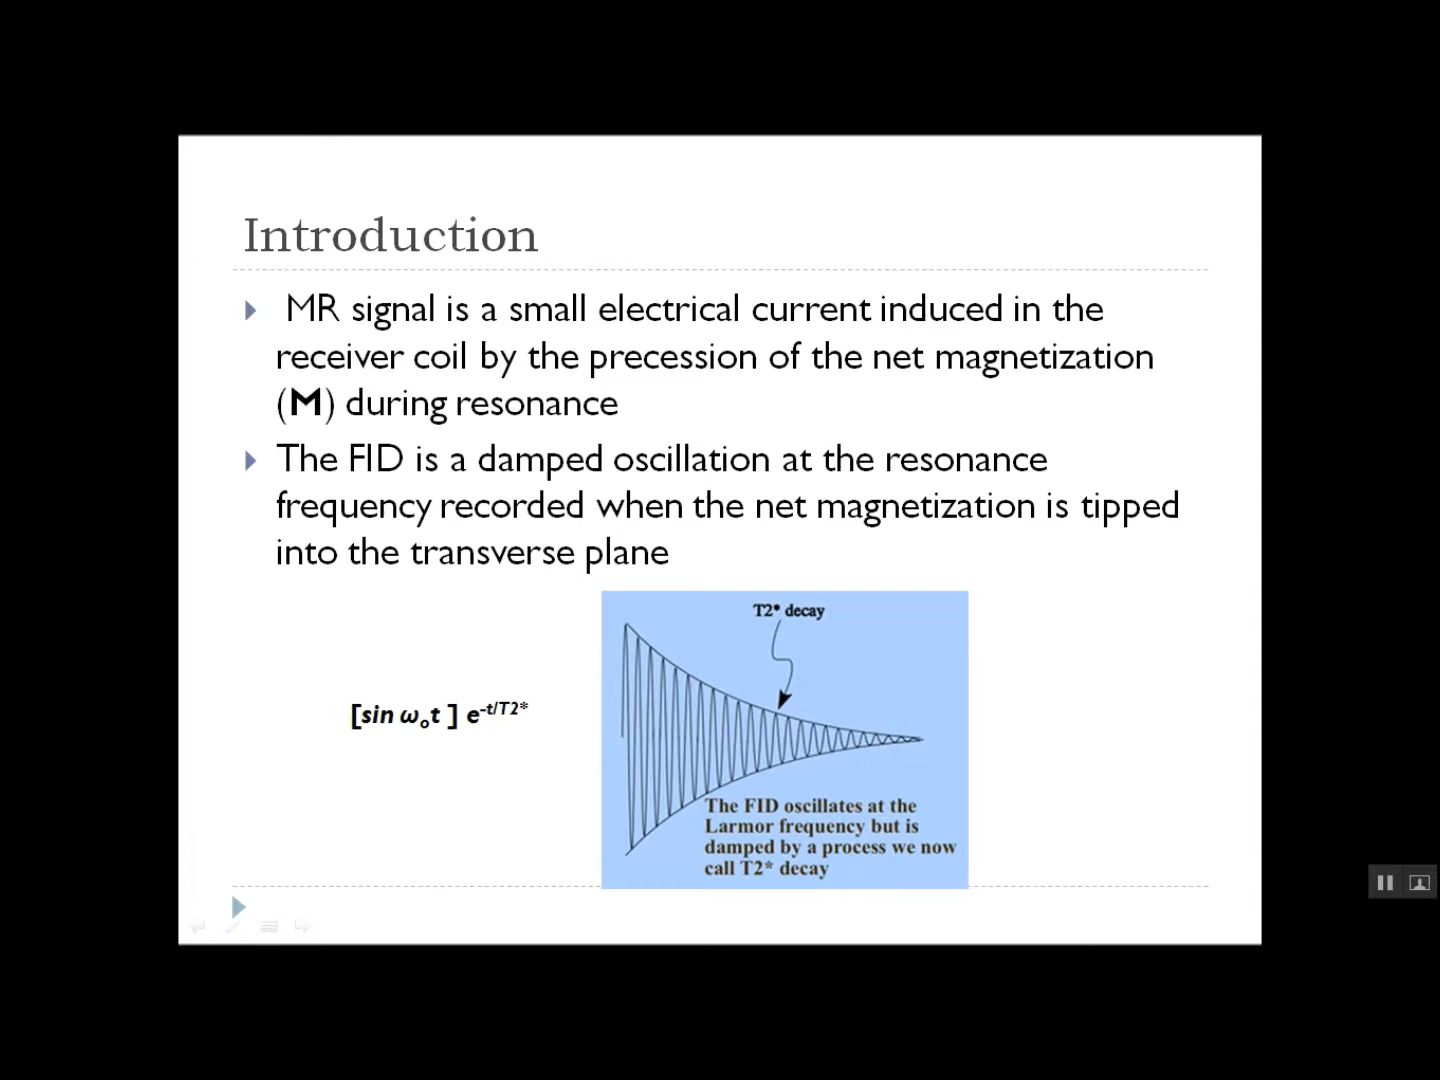 Introduction
MR signal is a small electrical current induced in the
receiver coil by the precession of the net magnetization
(M) during resonance
The FID is a damped oscillation at the resonance
frequency recorded when the net magnetization is tipped
into the transverse plane
T2* decay
[sin ωₒt ] e^-t/T2*
The FID oscillates at the
Larmor frequency but is
damped by a process we now
call T2* decay